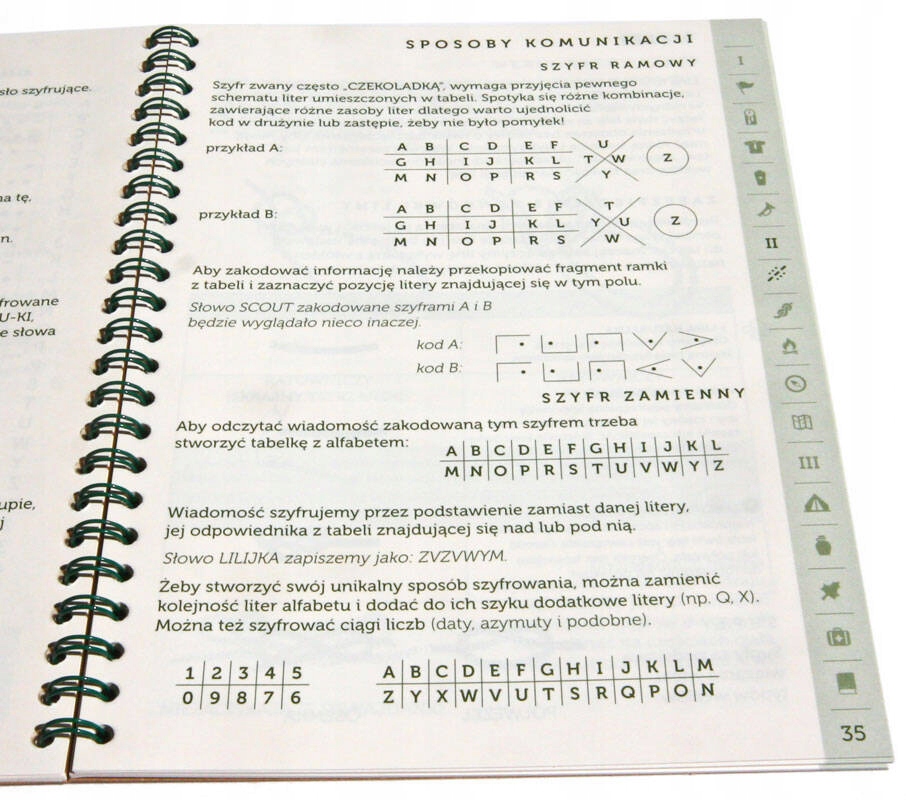 sło szyfrujące.
na tę,
n.
frowane
U-KI,
e słowa
upie,
j
SPOSOBY KOMUNIKACJI
SZYFR RAMOWY
Szyfr zwany często „CZEKOLADKĄ”, wymaga przyjęcia pewnego
schematu liter umieszczonych w tabeli. Spotyka się różne kombinacje,
zawierające różne zasoby liter dlatego warto ujednolicić
kod w drużynie lub zastępie, żeby nie było pomyłek!
przykład A:
A B C D E F U
G H I J K L T W Z
M N O P R S Y
przykład B:
A B C D E F T
G H I J K L Y U Z
M N O P R S W
Aby zakodować informację należy przekopiować fragment ramki
z tabeli i zaznaczyć pozycję litery znajdującej się w tym polu.
Słowo SCOUT zakodowane szyframi A i B
będzie wyglądało nieco inaczej.
kod A:
kod B:
SZYFR ZAMIENNY
Aby odczytać wiadomość zakodowaną tym szyfrem trzeba
stworzyć tabelkę z alfabetem:
A B C D E F G H I J K L
M N O P R S T U V W Y Z
Wiadomość szyfrujemy przez podstawienie zamiast danej litery,
jej odpowiednika z tabeli znajdującej się nad lub pod nią.
Słowo LILIJKA zapiszemy jako: ZVZVWYM.
Żeby stworzyć swój unikalny sposób szyfrowania, można zamienić
kolejność liter alfabetu i dodać do ich szyku dodatkowe litery (np. Q, X).
Można też szyfrować ciągi liczb (daty, azymuty i podobne).
1 2 3 4 5
0 9 8 7 6
A B C D E F G H I J K L M
Z Y X W V U T S R Q P O N
I
II
III
35